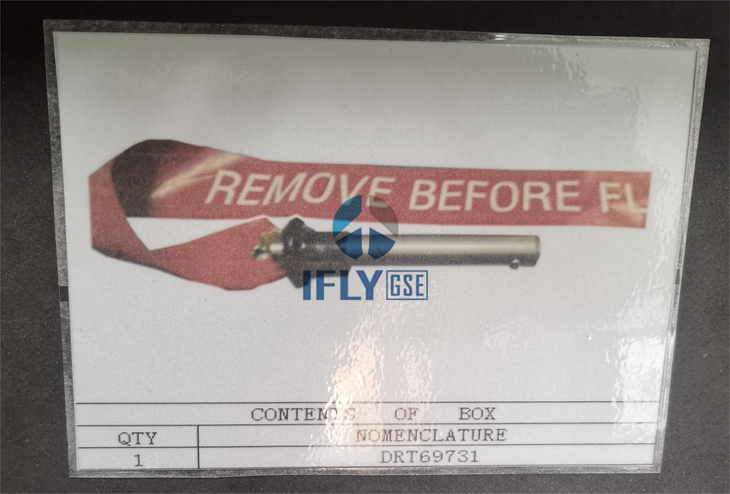 REMOVE BEFORE FL
IFLY GSE
CONTENTS OF BOX
QTY NOMENCLATURE
1 DRT69731